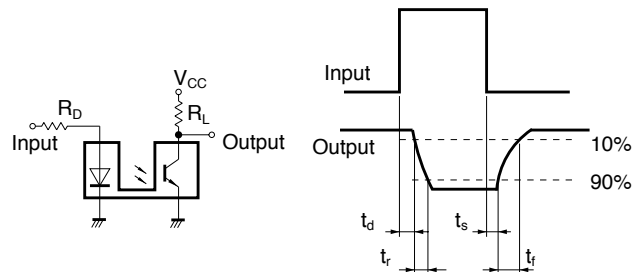 V_CC
R_D
R_L
Input
Output
Input
Output
10%
90%
t_d
t_s
t_r
t_f